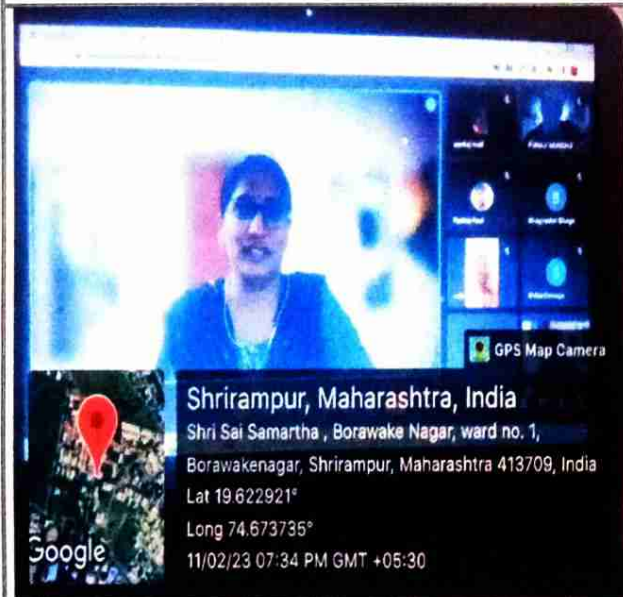 GPS Map Camera
Shrirampur, Maharashtra, India
Shri Sai Samartha , Borawake Nagar, ward no. 1,
Borawakenagar, Shrirampur, Maharashtra 413709, India
Lat 19.622921°
Long 74.673735°
11/02/23 07:34 PM GMT +05:30
Google